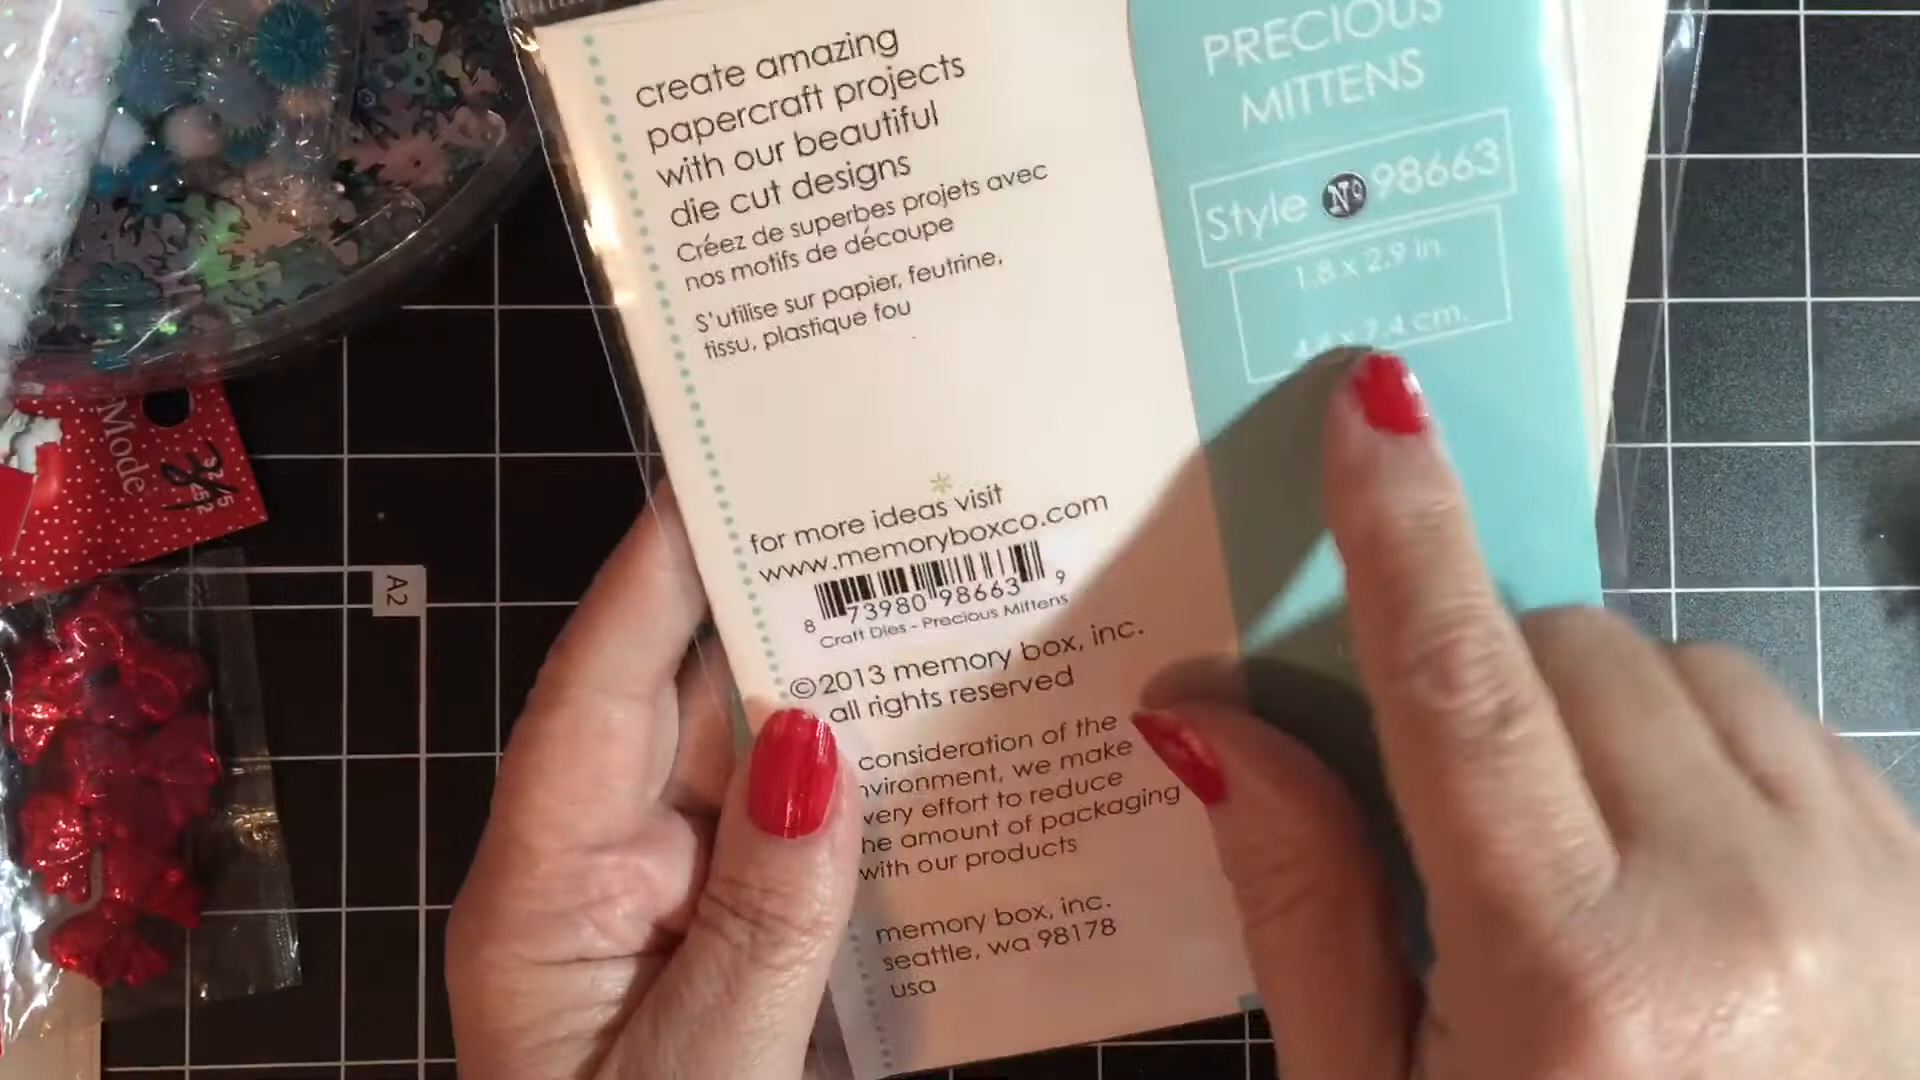 create amazing
papercraft projects
with our beautiful
die cut designs
Créez de superbes projets avec
nos motifs de découpe
S'utilise sur papier, feutrine,
tissu, plastique fou
for more ideas visit
www.memoryboxco.com
8 73980 98663 9
Craft Dies - Precious Mittens
©2013 memory box, inc.
all rights reserved
consideration of the
nvironment, we make
very effort to reduce
he amount of packaging
with our products
memory box, inc.
seattle, wa 98178
usa
PRECIOUS
MITTENS
Style No 98663
1.8 x 2.9 in.
x 7.4 cm.
Mode
A2